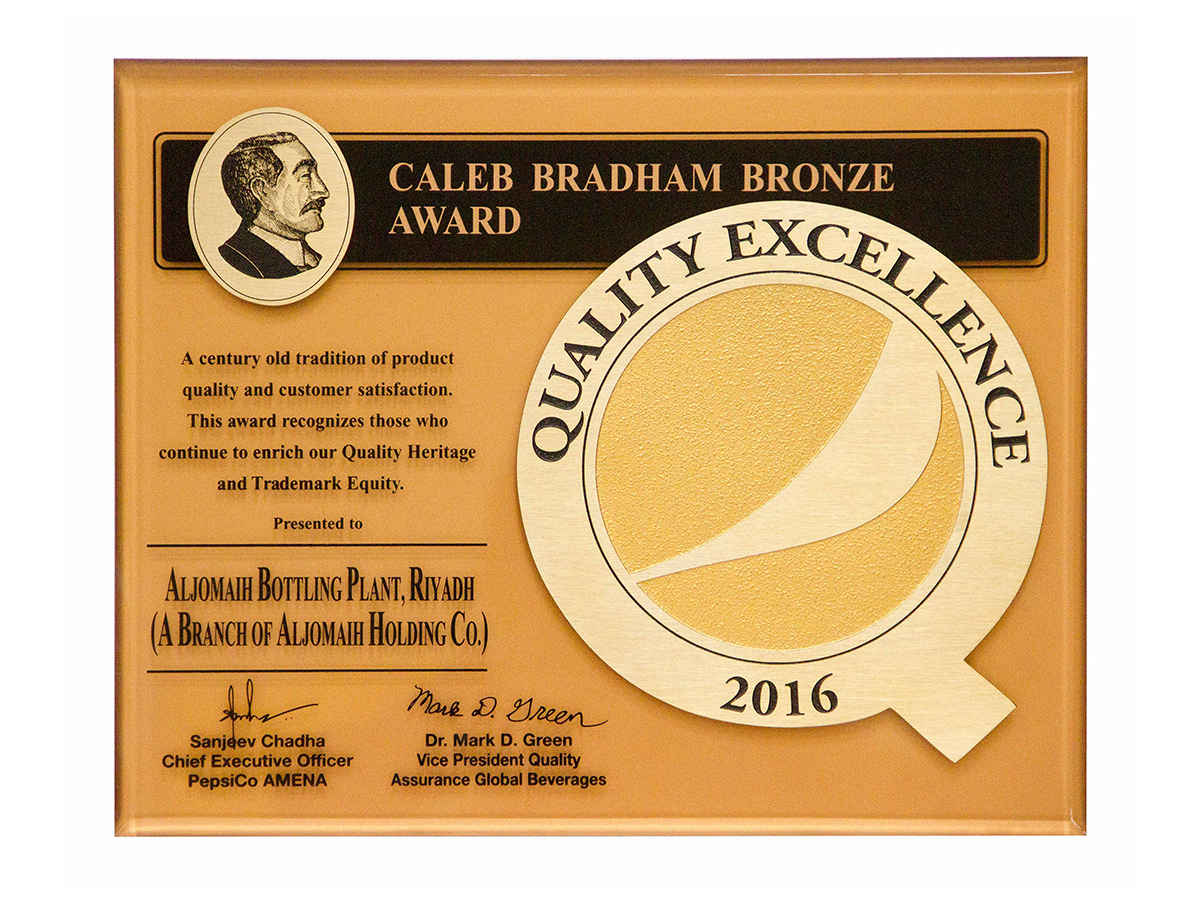 CALEB BRADHAM BRONZE
AWARD
QUALITY EXCELLENCE
2016
A century old tradition of product
quality and customer satisfaction.
This award recognizes those who
continue to enrich our Quality Heritage
and Trademark Equity.
Presented to
ALJOMAIH BOTTLING PLANT, RIYADH
(A BRANCH OF ALJOMAIH HOLDING CO.)
Mark D. Green
Sanjeev Chadha
Chief Executive Officer
PepsiCo AMENA
Dr. Mark D. Green
Vice President Quality
Assurance Global Beverages